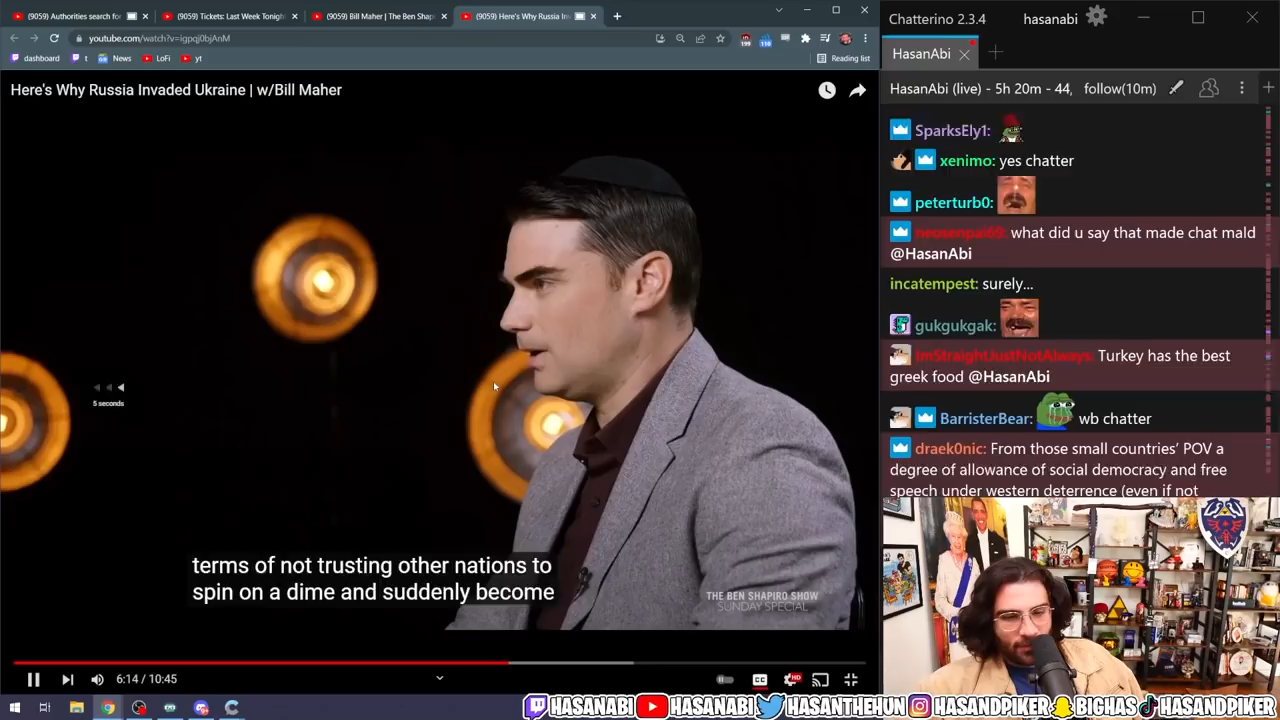 (9059) Authorities search for
(9059) Tickets: Last Week Tonigh
(9059) Bill Maher | The Ben Shap
(9059) Here's Why Russia In
youtube.com/watch?v=igpqj0bjAnM
dashboard
t
News
LoFi
yt
Reading list
Here's Why Russia Invaded Ukraine | w/Bill Maher
5 seconds
terms of not trusting other nations to
spin on a dime and suddenly become
THE BEN SHAPIRO SHOW
SUNDAY SPECIAL
6:14 / 10:45
CC
HD
Chatterino 2.3.4
hasanabi
HasanAbi
HasanAbi (live) - 5h 20m - 44,
follow(10m)
SparksEly1:
xenimo: yes chatter
peterturb0:
neosenpai69: what did u say that made chat mald
@HasanAbi
incatempest: surely...
gukgukgak:
ImStraightJustNotAlways: Turkey has the best
greek food @HasanAbi
BarristerBear: wb chatter
draek0nic: From those small countries' POV a
degree of allowance of social democracy and free
speech under western deterrence (even if not
HASANABI HASANABI HASANTHEHUN HASANDPIKER BIGHAS HASANDPIKER